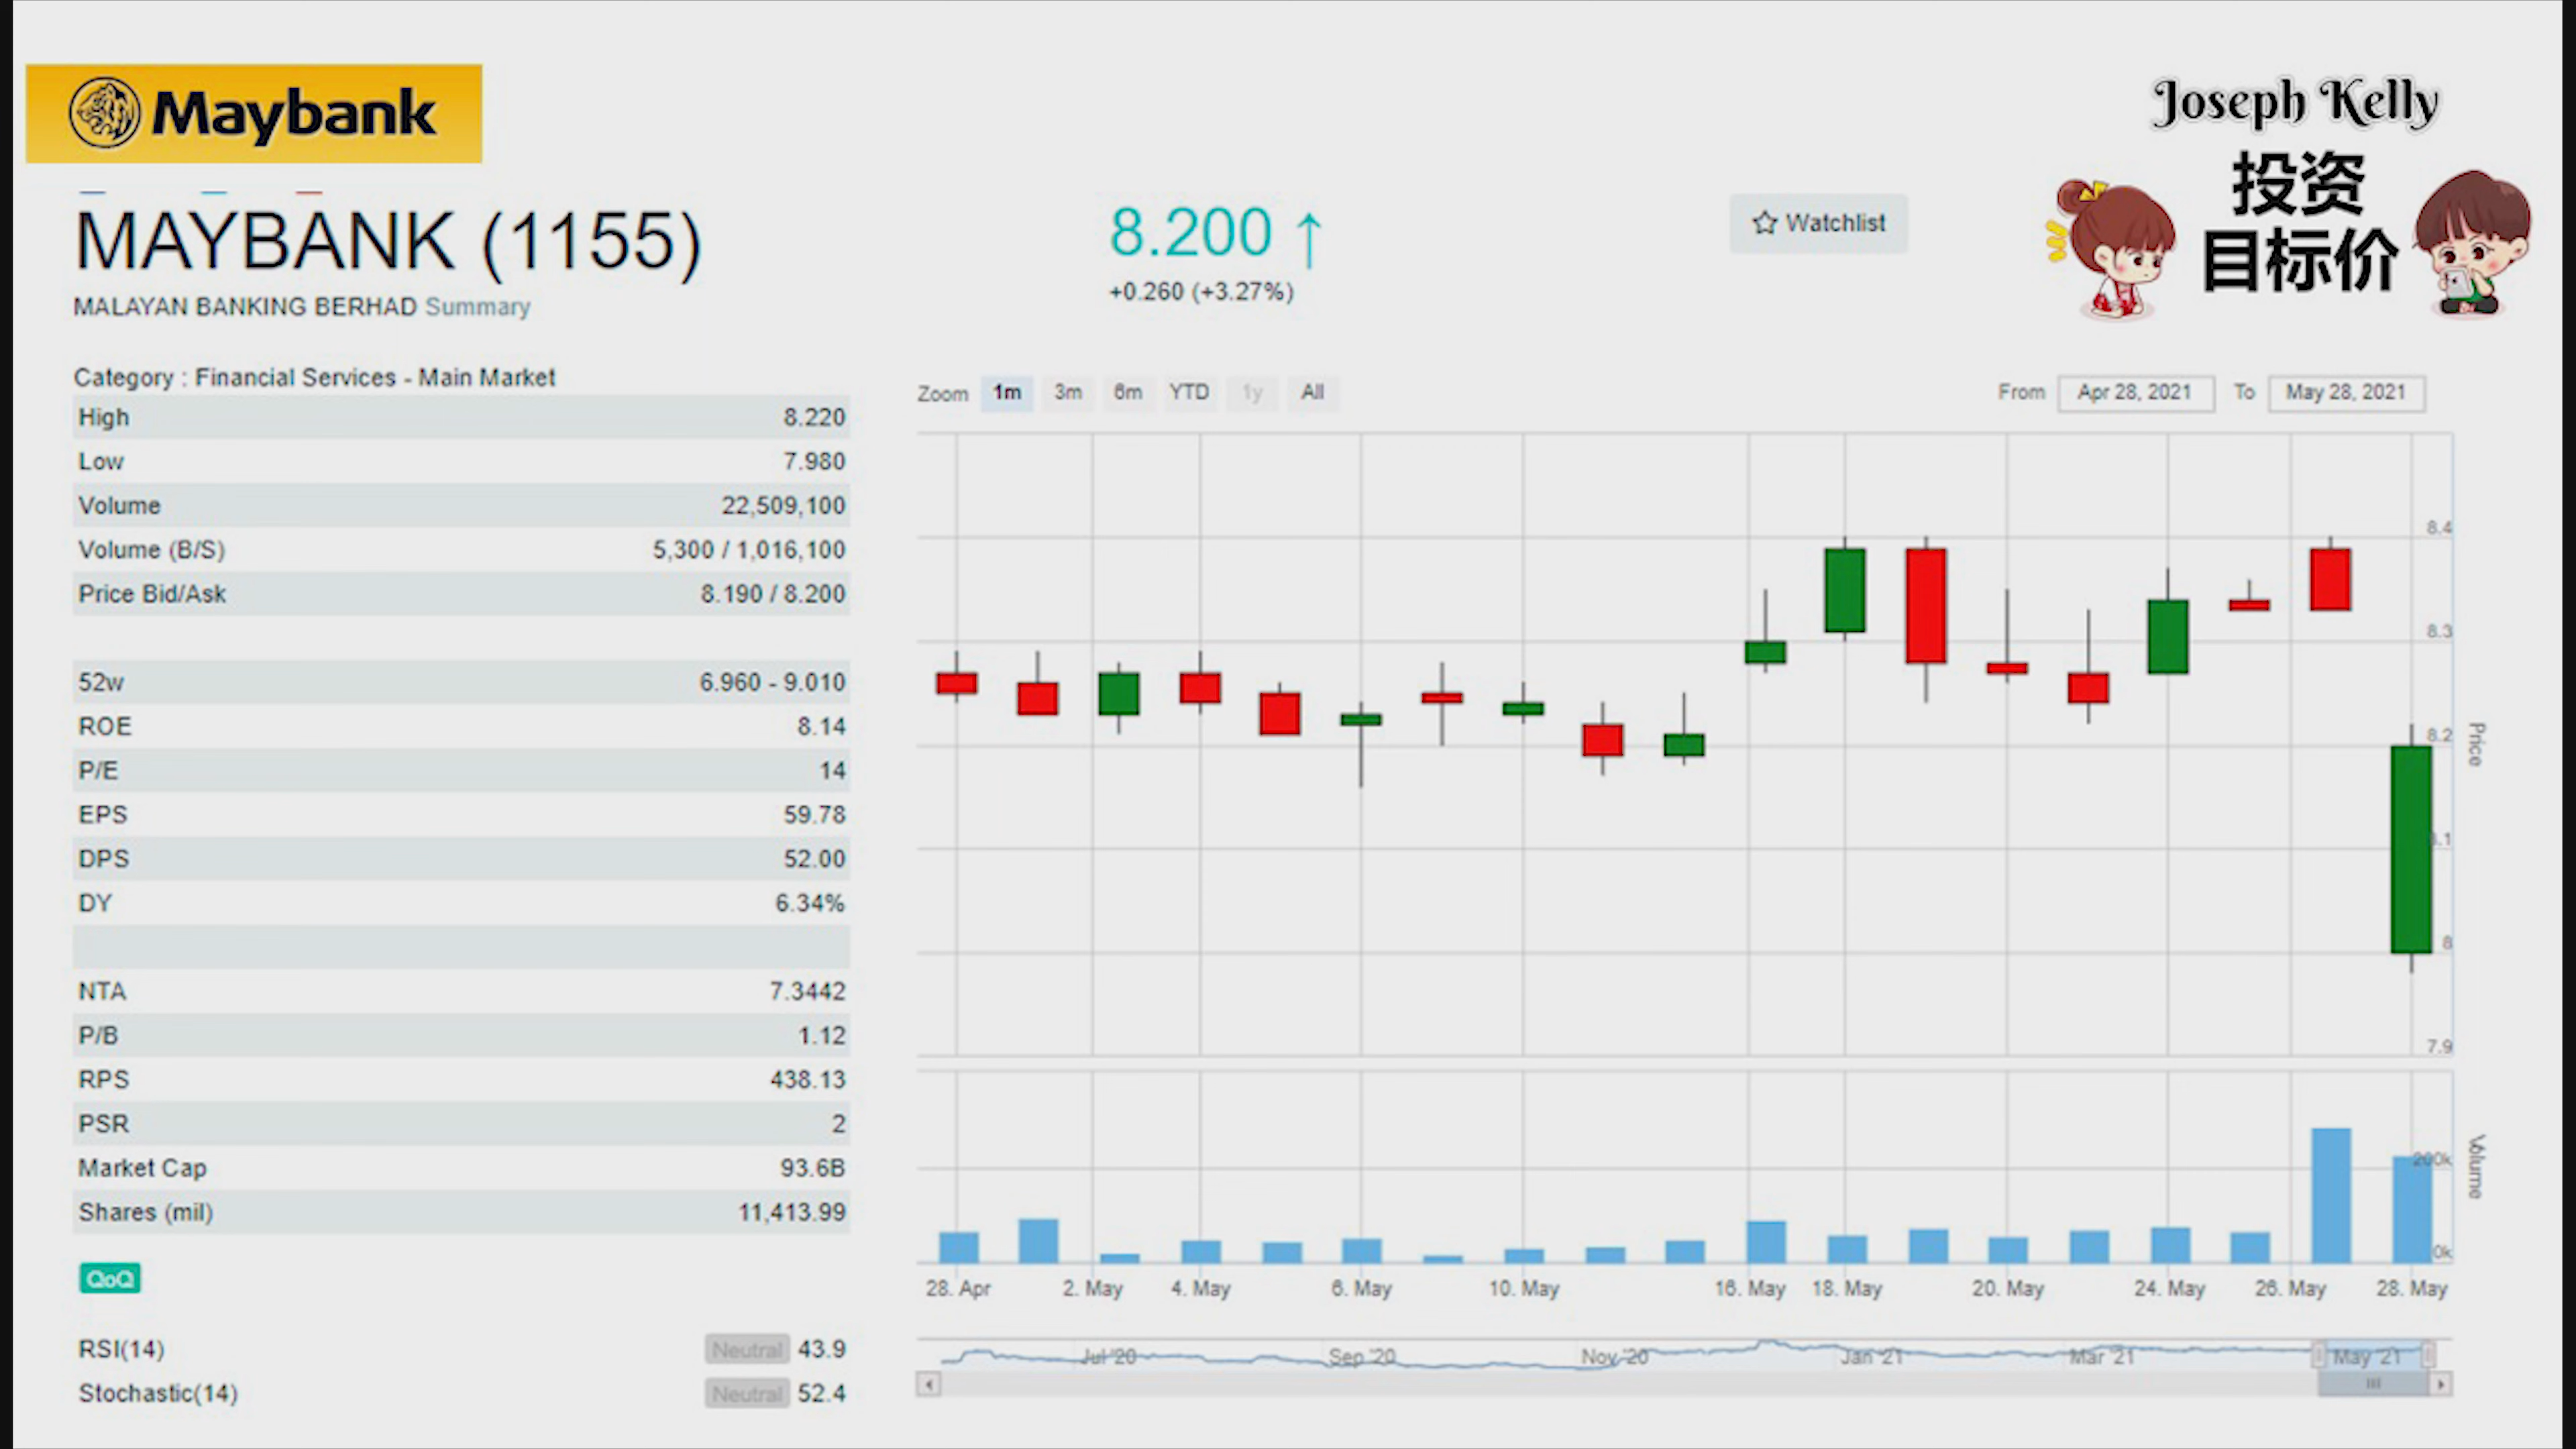 Maybank
Joseph Kelly
投资
目标价
MAYBANK (1155)
8.200 ↑
Watchlist
+0.260 (+3.27%)
MALAYAN BANKING BERHAD Summary
Category : Financial Services - Main Market
High 8.220
Low 7.980
Volume 22,509,100
Volume (B/S) 5,300 / 1,016,100
Price Bid/Ask 8.190 / 8.200
52w 6.960 - 9.010
ROE 8.14
P/E 14
EPS 59.78
DPS 52.00
DY 6.34%
NTA 7.3442
P/B 1.12
RPS 438.13
PSR 2
Market Cap 93.6B
Shares (mil) 11,413.99
QoQ
RSI(14) Neutral 43.9
Stochastic(14) Neutral 52.4
Zoom 1m 3m 6m YTD 1y All
From Apr 28, 2021 To May 28, 2021
8.4
8.3
8.2
Price
8.1
8
7.9
200k
Volume
0k
28. Apr 2. May 4. May 6. May 10. May 16. May 18. May 20. May 24. May 26. May 28. May
Jul '20 Sep '20 Nov '20 Jan '21 Mar '21 May '21